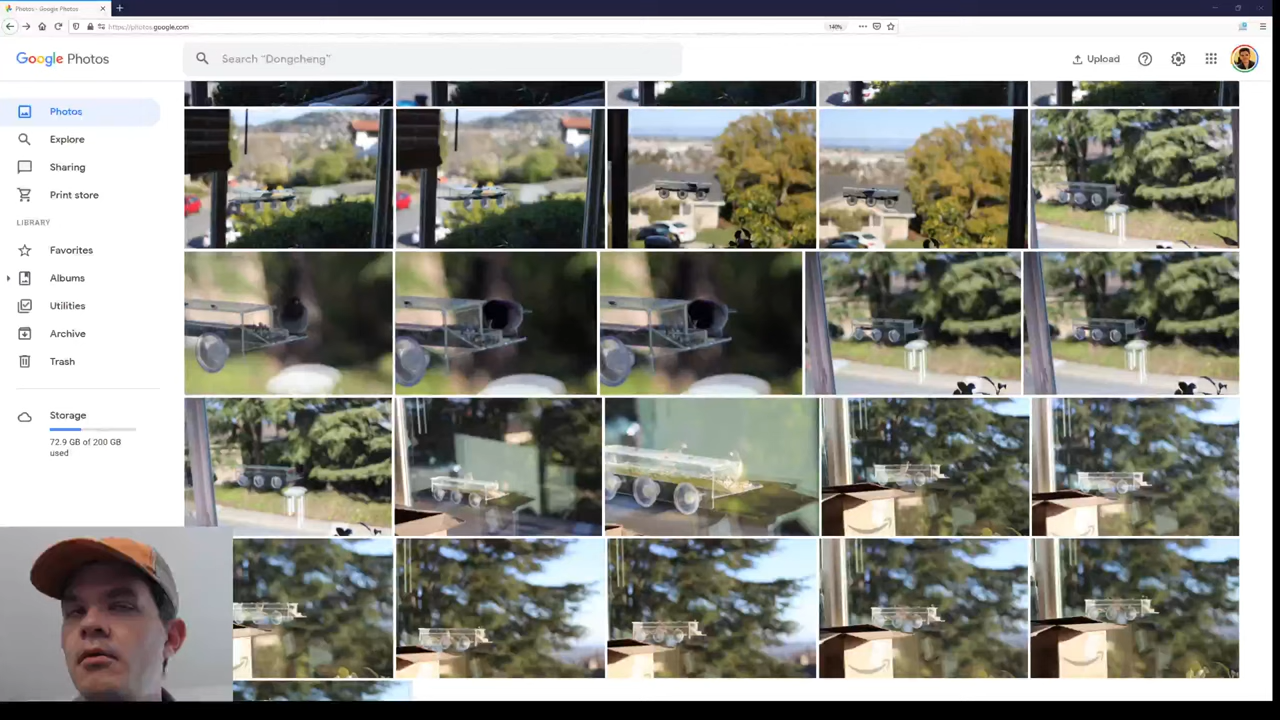 Photos - Google Photos
https://photos.google.com
140%
Google Photos
Search “Dongcheng”
Upload
Photos
Explore
Sharing
Print store
LIBRARY
Favorites
Albums
Utilities
Archive
Trash
Storage
72.9 GB of 200 GB
used